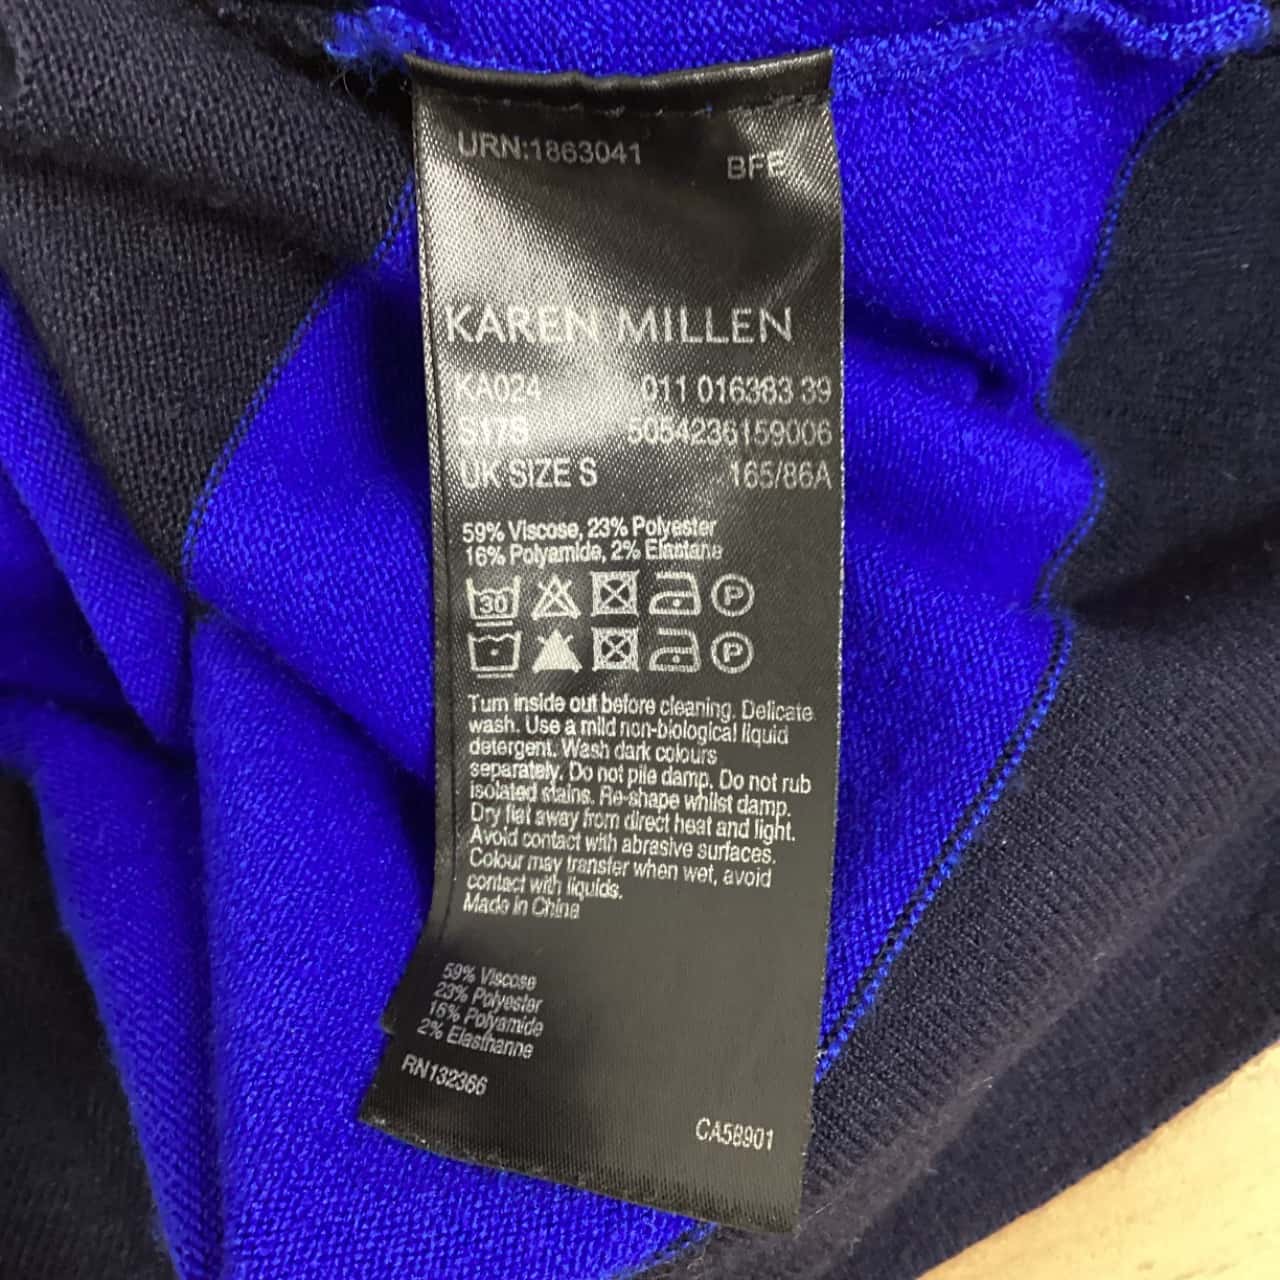 URN:1863041
BFE
KAREN MILLEN
KA024 011 016383 39
S17S 5054236159006
UK SIZE S 165/86A
59% Viscose, 23% Polyester
16% Polyamide, 2% Elastane
30 P
P
Turn inside out before cleaning. Delicate
wash. Use a mild non-biological liquid
detergent. Wash dark colours
separately. Do not pile damp. Do not rub
isolated stains. Re-shape whilst damp.
Dry flat away from direct heat and light.
Avoid contact with abrasive surfaces.
Colour may transfer when wet, avoid
contact with liquids.
Made in China
59% Viscose
23% Polyester
16% Polyamide
2% Elasthanne
RN132366
CA58901